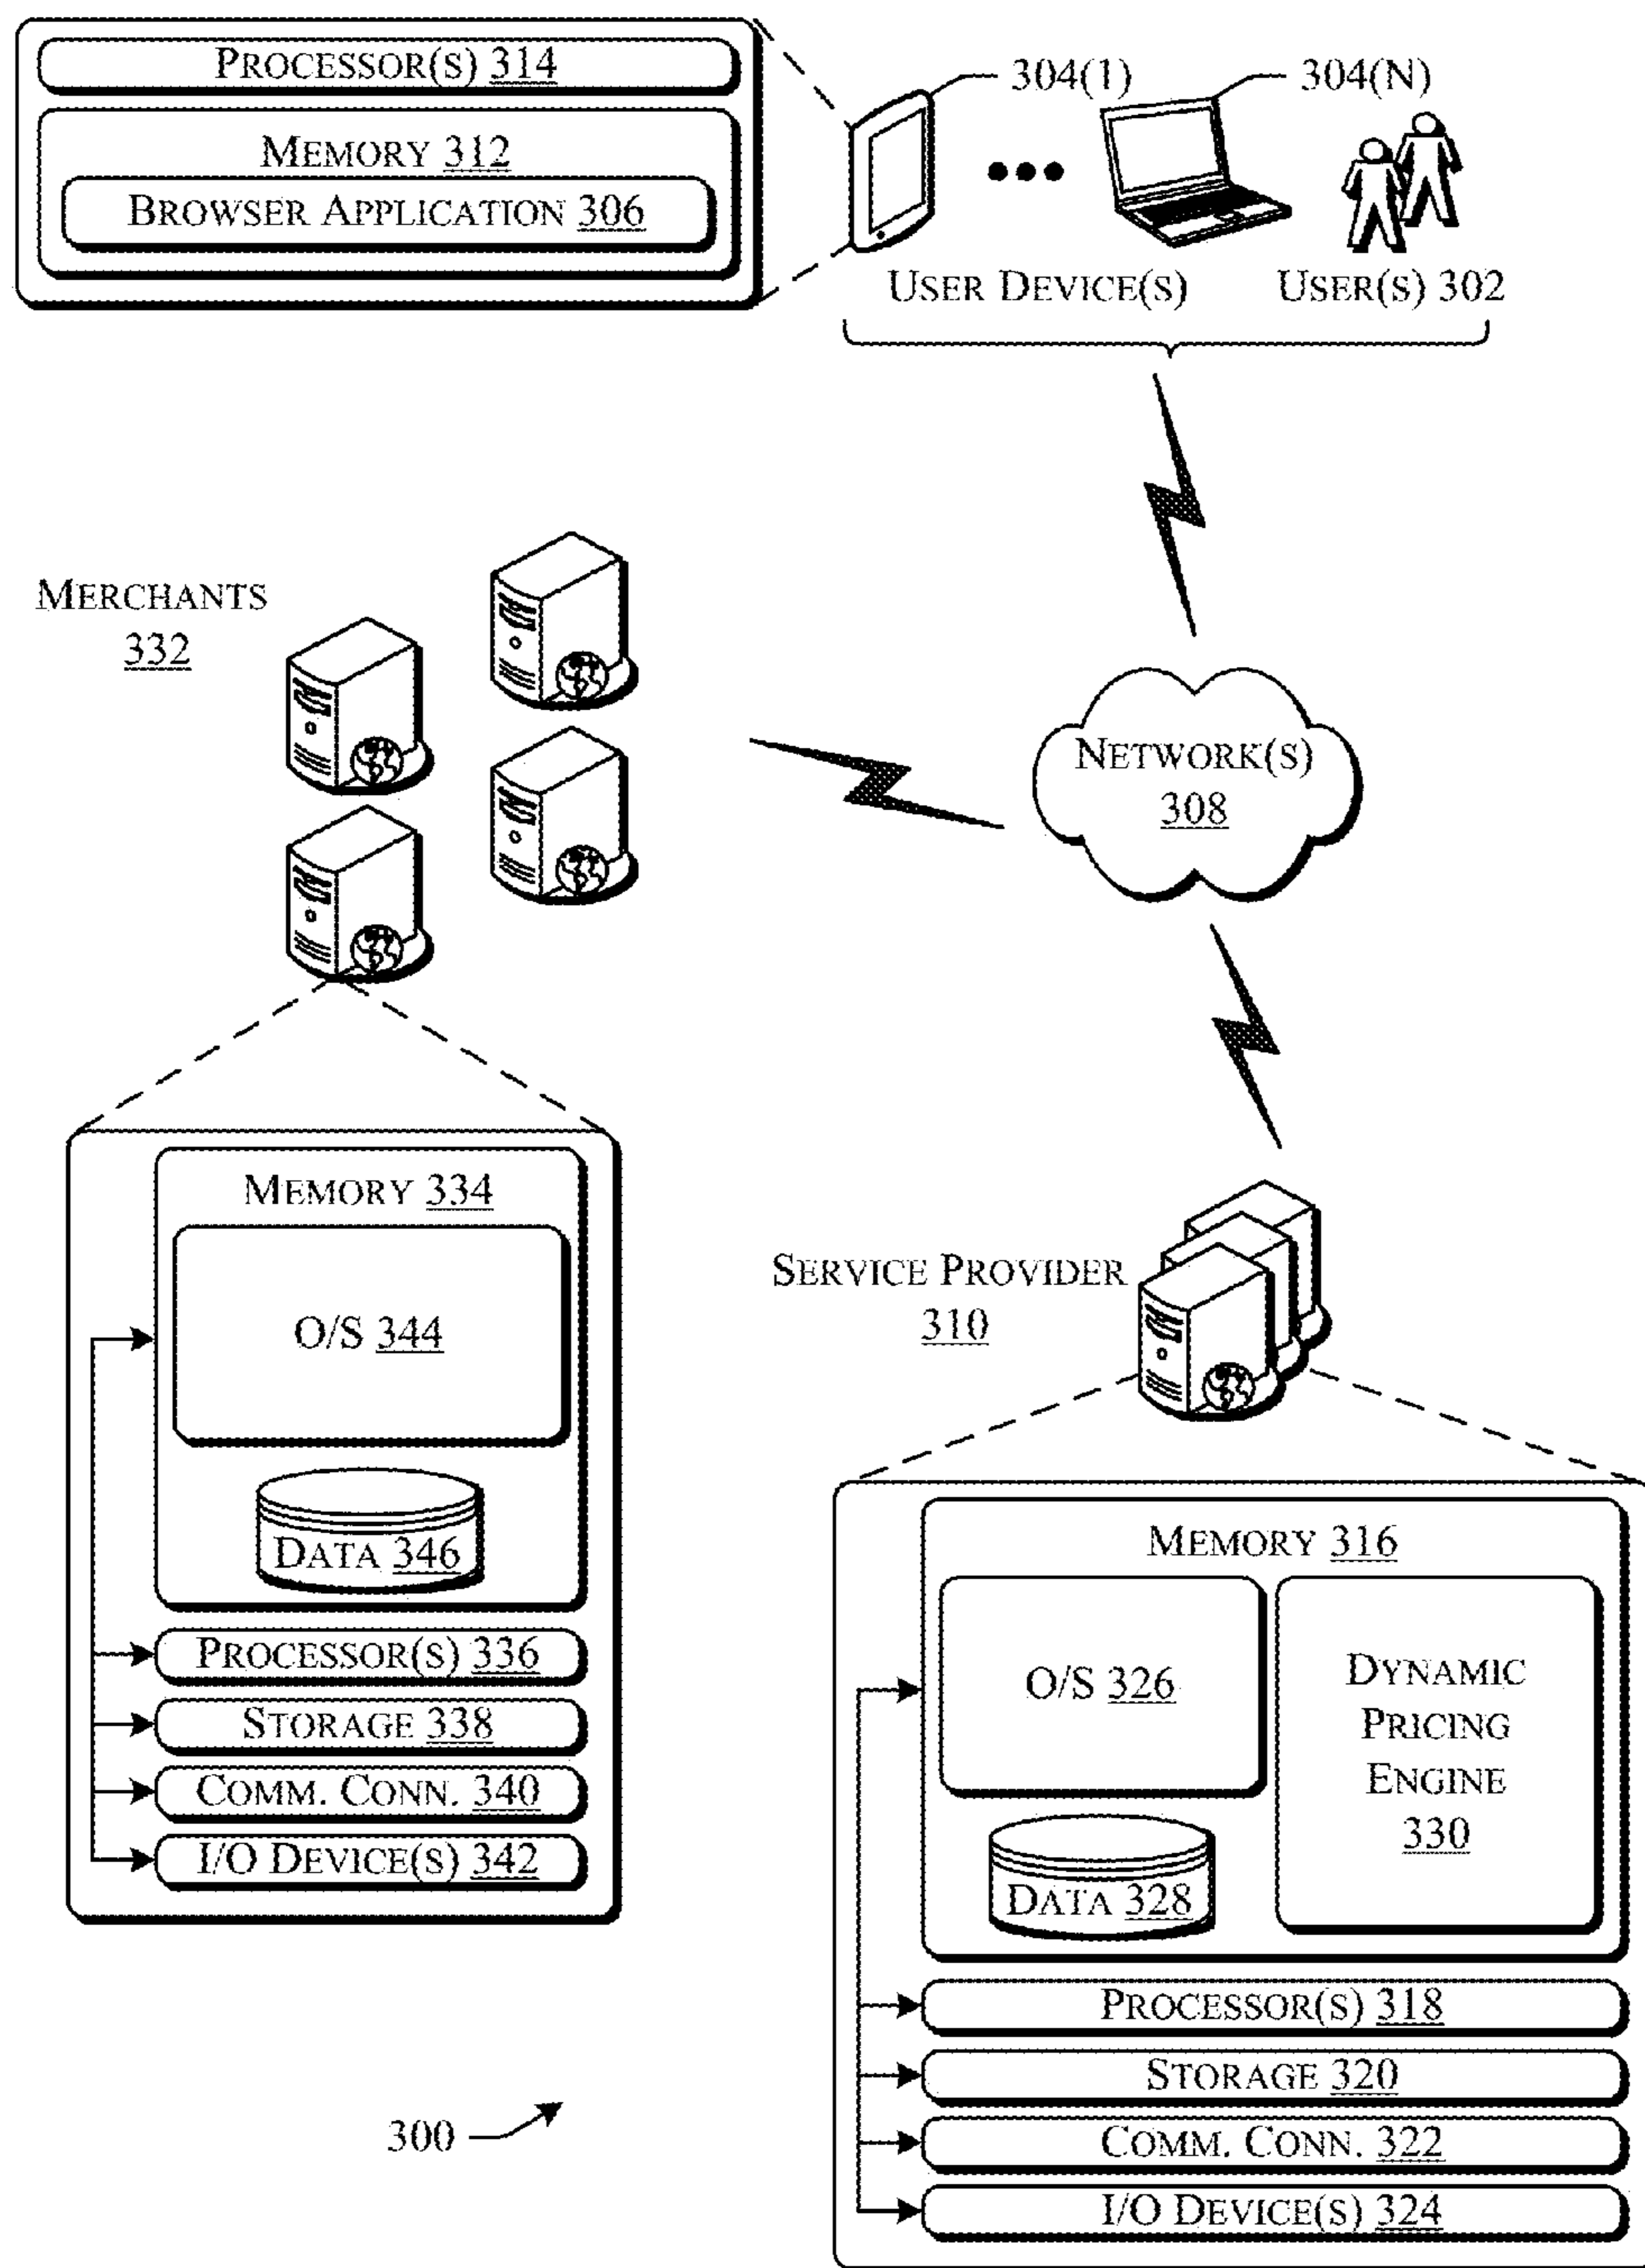 PROCESSOR(S) 314
MEMORY 312
BROWSER APPLICATION 306
304(1)
304(N)
USER DEVICE(S)
USER(S) 302
MERCHANTS
332
NETWORK(S)
308
MEMORY 334
O/S 344
DATA 346
PROCESSOR(S) 336
STORAGE 338
COMM. CONN. 340
I/O DEVICE(S) 342
SERVICE PROVIDER
310
MEMORY 316
O/S 326
DATA 328
DYNAMIC
PRICING
ENGINE
330
PROCESSOR(S) 318
STORAGE 320
COMM. CONN. 322
I/O DEVICE(S) 324
300